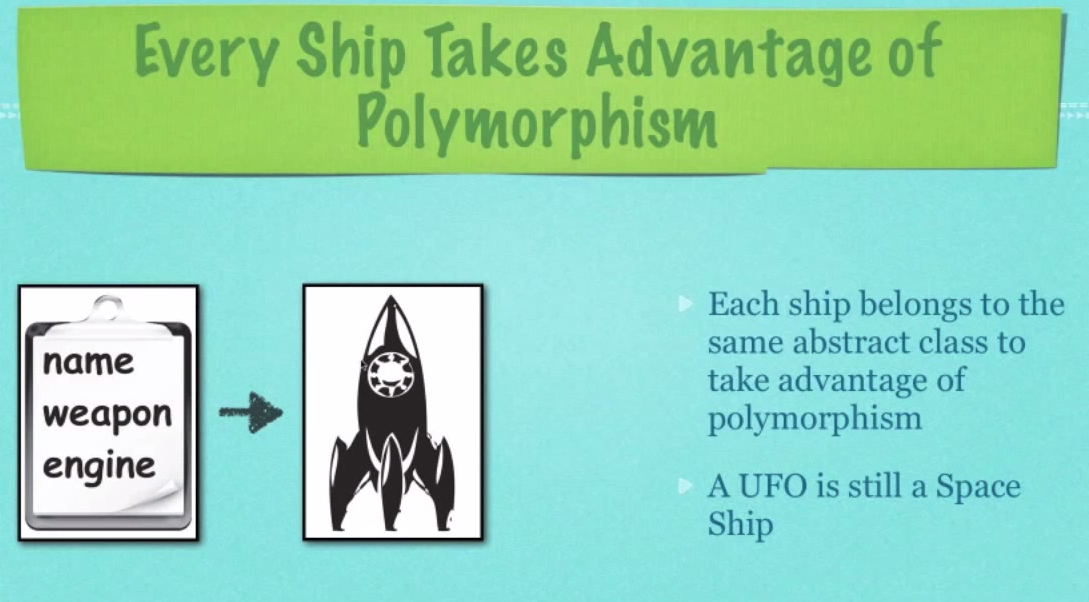 Every Ship Takes Advantage of
Polymorphism
name
weapon
engine
Each ship belongs to the
same abstract class to
take advantage of
polymorphism
A UFO is still a Space
Ship